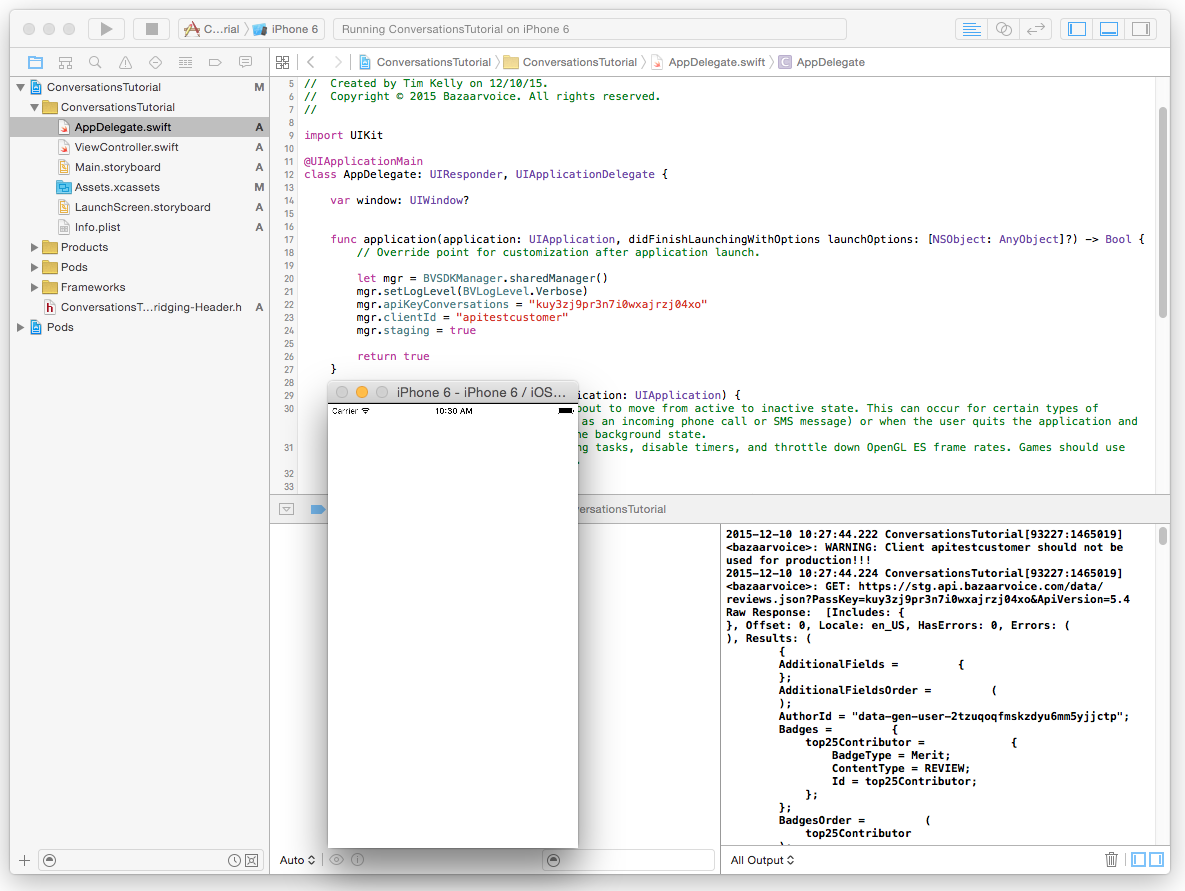 C...rial
iPhone 6
Running ConversationsTutorial on iPhone 6
ConversationsTutorial
ConversationsTutorial
AppDelegate.swift
C
AppDelegate
ConversationsTutorial
M
ConversationsTutorial
AppDelegate.swift
A
ViewController.swift
A
Main.storyboard
A
Assets.xcassets
M
LaunchScreen.storyboard
A
Info.plist
A
Products
Pods
Frameworks
h
ConversationsT...ridging-Header.h
A
Pods
5 //  Created by Tim Kelly on 12/10/15.
6 //  Copyright © 2015 Bazaarvoice. All rights reserved.
7 //
8
9 import UIKit
10
11 @UIApplicationMain
12 class AppDelegate: UIResponder, UIApplicationDelegate {
13
14     var window: UIWindow?
15
16
17     func application(application: UIApplication, didFinishLaunchingWithOptions launchOptions: [NSObject: AnyObject]?) -> Bool {
18         // Override point for customization after application launch.
19
20         let mgr = BVSDKManager.sharedManager()
21         mgr.setLogLevel(BVLogLevel.Verbose)
22         mgr.apiKeyConversations = "kuy3zj9pr3n7i0wxajrzj04xo"
23         mgr.clientId = "apitestcustomer"
24         mgr.staging = true
25
26         return true
27     }
28
29 ication: UIApplication) {
30 out to move from active to inactive state. This can occur for certain types of
as an incoming phone call or SMS message) or when the user quits the application and
ne background state.
31 ng tasks, disable timers, and throttle down OpenGL ES frame rates. Games should use
.
32
33
iPhone 6 - iPhone 6 / iOS...
Carrier
10:30 AM
versationsTutorial
2015-12-10 10:27:44.222 ConversationsTutorial[93227:1465019]
<bazaarvoice>: WARNING: Client apitestcustomer should not be
used for production!!!
2015-12-10 10:27:44.224 ConversationsTutorial[93227:1465019]
<bazaarvoice>: GET: https://stg.api.bazaarvoice.com/data/
reviews.json?PassKey=kuy3zj9pr3n7i0wxajrzj04xo&ApiVersion=5.4
Raw Response:  [Includes: {
}, Offset: 0, Locale: en_US, HasErrors: 0, Errors: (
), Results: (
{
AdditionalFields =         {
};
AdditionalFieldsOrder =         (
);
AuthorId = "data-gen-user-2tzuqoqfmskzdyu6mm5yjjctp";
Badges =         {
top25Contributor =             {
BadgeType = Merit;
ContentType = REVIEW;
Id = top25Contributor;
};
};
BadgesOrder =         (
top25Contributor
Auto
All Output